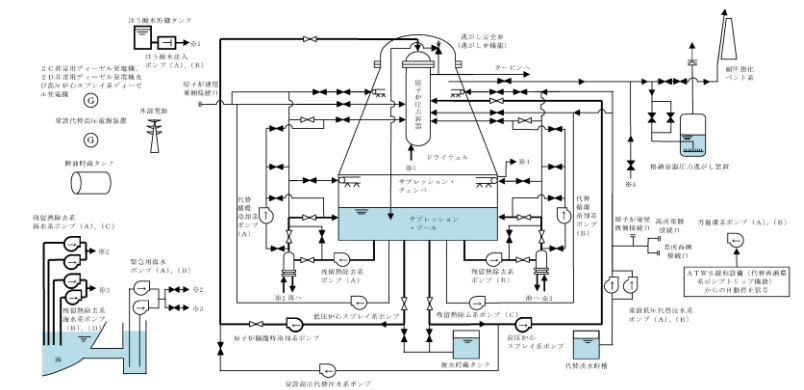 ほう酸水貯蔵タンク
※1
ほう酸水注入
ポンプ(A),(B)
2C非常用ディーゼル発電機,
2D非常用ディーゼル発電機及
び高圧炉心スプレイ系ディーゼ
ル発電機
G
外部電源
常設代替高圧電源装置
G
軽油貯蔵タンク
残留熱除去系
海水系ポンプ(A),(C)
※2
※3
残留熱除去系
海水系ポンプ
(B),(D)
海
緊急用海水
ポンプ(A),(B)
※2
※3
原子炉建屋
東側接続口
逃がし安全弁
(逃がし弁機能)
タービンへ
原子炉圧力容器
※1
ドライウェル
※4
サプレッション・
チェンバ
サプレッション
・プール
代替
循環
冷却系
ポンプ
(A)
代替
循環
冷却系
ポンプ
(B)
残留熱除去系
ポンプ(A)
残留熱除去系
ポンプ(B)
※2 海へ
海へ ※3
低圧炉心スプレイ系ポンプ
残留熱除去系ポンプ(C)
原子炉隔離時冷却系ポンプ
高圧炉心
スプレイ系ポンプ
常設高圧代替注水系ポンプ
復水貯蔵タンク
代替淡水貯槽
常設低圧代替注水系
ポンプ(A),(B)
原子炉建屋
西側接続口
高所東側
接続口
高所西側
接続口
耐圧強化
ベント系
格納容器圧力逃がし装置
※4
再循環系ポンプ(A),(B)
ATWS緩和設備(代替再循環
系ポンプトリップ機能)
からの自動停止信号